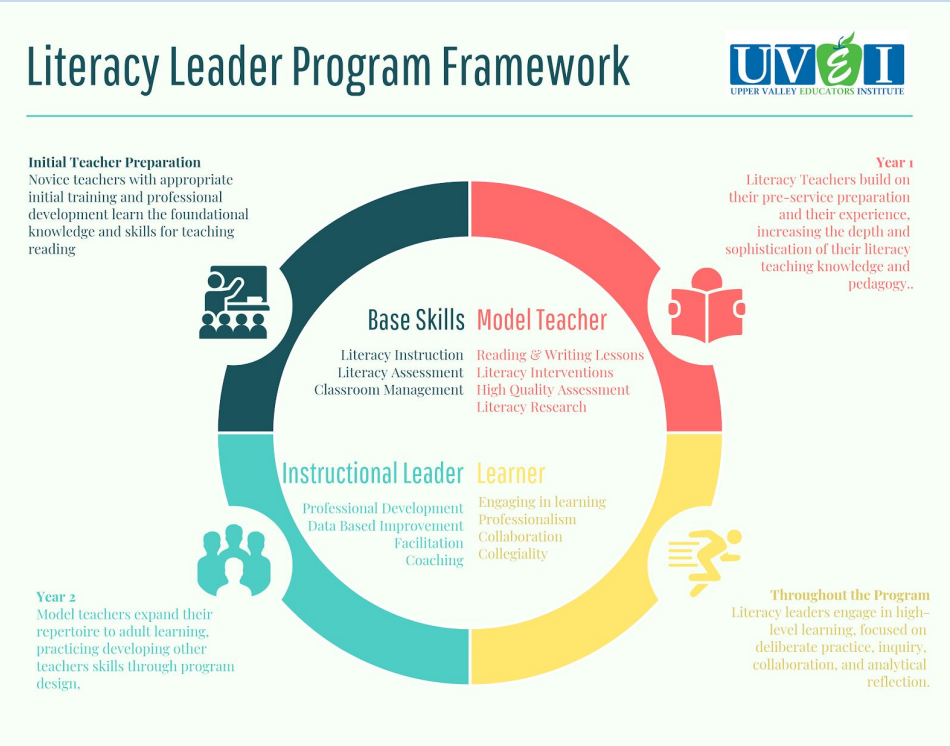 Literacy Leader Program Framework
UVEI
UPPER VALLEY EDUCATORS INSTITUTE
Initial Teacher Preparation
Novice teachers with appropriate
initial training and professional
development learn the foundational
knowledge and skills for teaching
reading
Year 1
Literacy Teachers build on
their pre-service preparation
and their experience,
increasing the depth and
sophistication of their literacy
teaching knowledge and
pedagogy..
Base Skills
Literacy Instruction
Literacy Assessment
Classroom Management
Model Teacher
Reading & Writing Lessons
Literacy Interventions
High Quality Assessment
Literacy Research
Instructional Leader
Professional Development
Data Based Improvement
Facilitation
Coaching
Learner
Engaging in learning
Professionalism
Collaboration
Collegiality
Year 2
Model teachers expand their
repertoire to adult learning,
practicing developing other
teachers skills through program
design,
Throughout the Program
Literacy leaders engage in high-
level learning, focused on
deliberate practice, inquiry,
collaboration, and analytical
reflection.